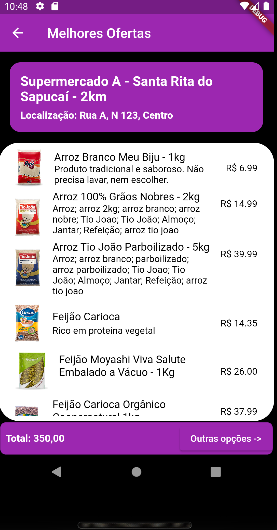 10:48
DEBUG
Melhores Ofertas
Supermercado A - Santa Rita do
Sapucaí - 2km
Localização: Rua A, N 123, Centro
Arroz Branco Meu Biju - 1kg
Produto tradicional e saboroso. Não
precisa lavar, nem escolher.
R$ 6.99
Arroz 100% Grãos Nobres - 2kg
Arroz; arroz 2kg; arroz branco; arroz
nobre; Tio Joao; Tio João; Almoço;
Jantar; Refeição; arroz tio joao
R$ 14.99
Arroz Tio João Parboilizado - 5kg
Arroz; arroz branco; parboilizado;
arroz parboilizado; Tio Joao; Tio
João; Almoço; Jantar; Refeição; arroz
tio joao
R$ 39.99
Feijão Carioca
Rico em proteina vegetal
R$ 14.35
Feijão Moyashi Viva Salute
Embalado a Vácuo - 1Kg
R$ 26.00
Feijão Carioca Orgânico
R$ 37.99
Total: 350,00
Outras opções ->